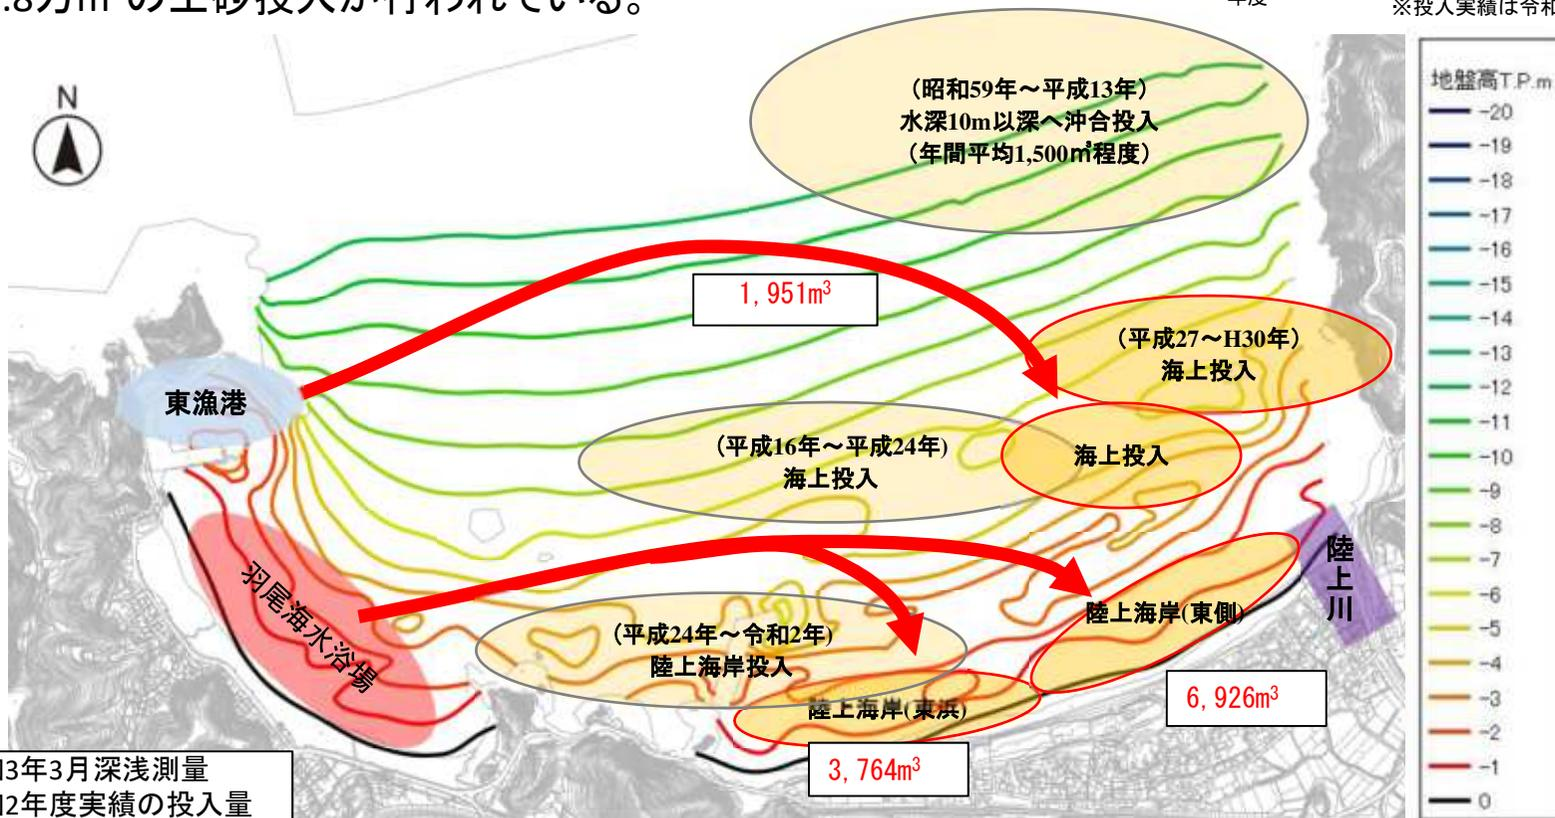 .8万m³の土砂投入が行われている。
年度
※投入実績は令和
N
(昭和59年～平成13年)
水深10m以深へ沖合投入
(年間平均1,500㎥程度)
1,951m³
(平成27～H30年)
海上投入
東漁港
(平成16年～平成24年)
海上投入
海上投入
羽尾海水浴場
(平成24年～令和2年)
陸上海岸投入
陸上海岸(東側)
陸上川
陸上海岸(東浜)
6,926m³
3,764m³
3年3月深浅測量
2年度実績の投入量
地盤高T.P.m
-20
-19
-18
-17
-16
-15
-14
-13
-12
-11
-10
-9
-8
-7
-6
-5
-4
-3
-2
-1
0